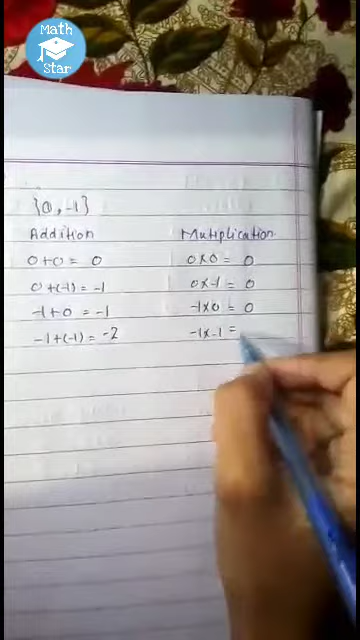 Math
Star
{0, -1}
Addition Mutiplication
0+0= 0 0×0= 0
0+(-1)= -1 0×-1= 0
-1+0 = -1 -1×0= 0
-1+(-1)= -2 -1×-1=